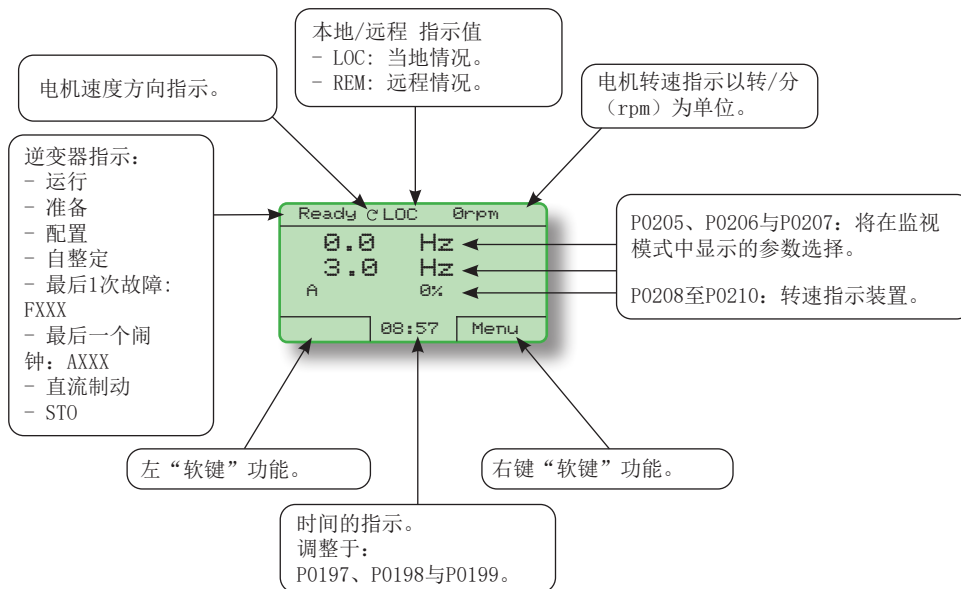 本地/远程 指示值
- LOC: 当地情况。
- REM: 远程情况。
电机速度方向指示。
电机转速指示以转/分
（rpm）为单位。
逆变器指示：
- 运行
- 准备
- 配置
- 自整定
- 最后1次故障:
FXXX
- 最后一个闹
钟: AXXX
- 直流制动
- STO
Ready LOC 0rpm
0.0 Hz
3.0 Hz
A 0%
08:57 Menu
P0205、P0206与P0207: 将在监视
模式中显示的参数选择。
P0208至P0210: 转速指示装置。
左“软键”功能。
右键“软键”功能。
时间的指示。
调整于：
P0197、P0198与P0199。